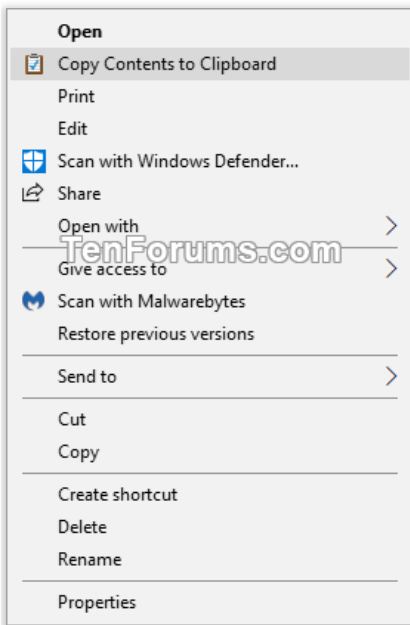 Open
Copy Contents to Clipboard
Print
Edit
Scan with Windows Defender...
Share
Open with
TenForums.com
Give access to
Scan with Malwarebytes
Restore previous versions
Send to
Cut
Copy
Create shortcut
Delete
Rename
Properties